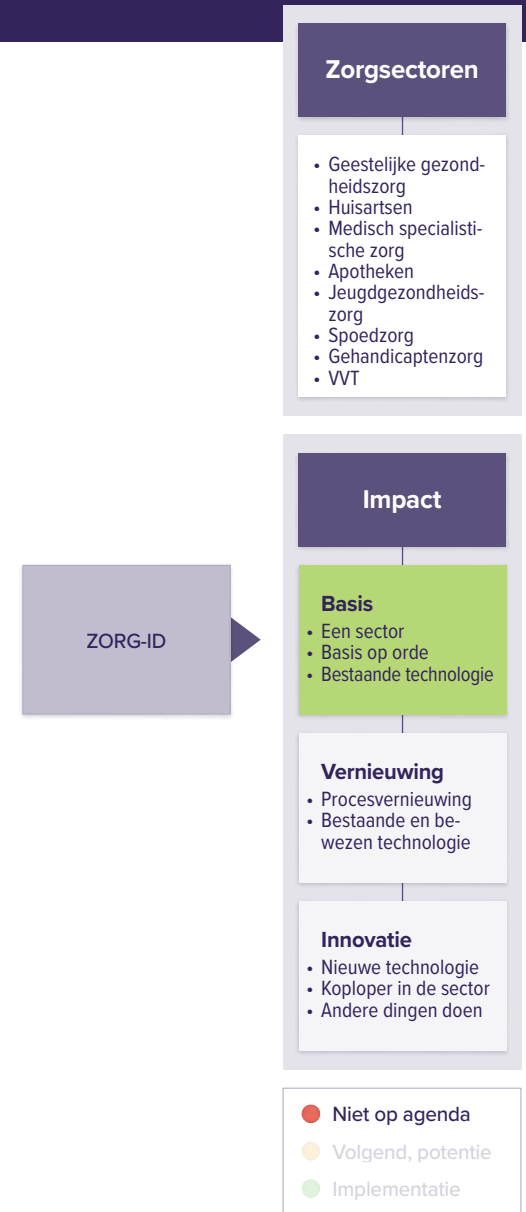 Zorgsectoren
• Geestelijke gezond-
heidszorg
• Huisartsen
• Medisch specialisti-
sche zorg
• Apotheken
• Jeugdgezondheids-
zorg
• Spoedzorg
• Gehandicaptenzorg
• VVT
Impact
ZORG-ID
Basis
• Een sector
• Basis op orde
• Bestaande technologie
Vernieuwing
• Procesvernieuwing
• Bestaande en be-
wezen technologie
Innovatie
• Nieuwe technologie
• Koploper in de sector
• Andere dingen doen
Niet op agenda
Volgend, potentie
Implementatie